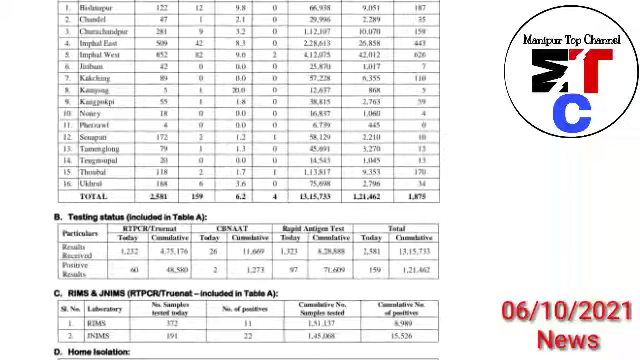 1. Bishnupur 122 12 9.8 0 66,938 9,051 187
2. Chandel 47 1 2.1 0 29,996 2,289 35
3. Churachandpur 281 9 3.2 0 1,12,107 10,070 159
4. Imphal East 509 42 8.3 0 2,28,613 26,858 443
5. Imphal West 852 82 9.6 2 4,12,075 42,012 626
6. Jiribam 42 0 0.0 0 25,870 1,017 7
7. Kakching 89 0 0.0 0 57,228 6,355 110
8. Kamjong 5 1 20.0 0 12,637 868 5
9. Kangpokpi 55 1 1.8 0 38,815 2,763 59
10. Noney 18 0 0.0 0 16,837 1,060 4
11. Pherzawl 4 0 0.0 0 6,739 445 0
12. Senapati 172 2 1.2 1 58,129 2,210 10
13. Tamenglong 79 1 1.3 0 45,691 3,270 13
14. Tengnoupal 20 0 0.0 0 14,543 1,045 13
15. Thoubal 118 2 1.7 1 1,13,817 9,353 170
16. Ukhrul 168 6 3.6 0 75,698 2,796 34
TOTAL 2,581 159 6.2 4 13,15,733 1,21,462 1,875
B. Testing status (included in Table A):
Particulars RTPCR/Truenat CBNAAT Rapid Antigen Test Total
Today Cumulative Today Cumulative Today Cumulative Today Cumulative
Results Received 1,232 4,75,176 26 11,669 1,323 8,28,888 2,581 13,15,733
Positive Results 60 48,580 2 1,273 97 71,609 159 1,21,462
C. RIMS & JNIMS (RTPCR/Truenat – included in Table A):
Sl. No. Laboratory No. Samples tested today No. of positives Cumulative No. Samples tested Cumulative No. of positives
1. RIMS 372 11 1,51,137 8,989
2. JNIMS 191 22 1,45,068 15,526
D. Home Isolation:
Manipur Top Channel
MTC
06/10/2021
News